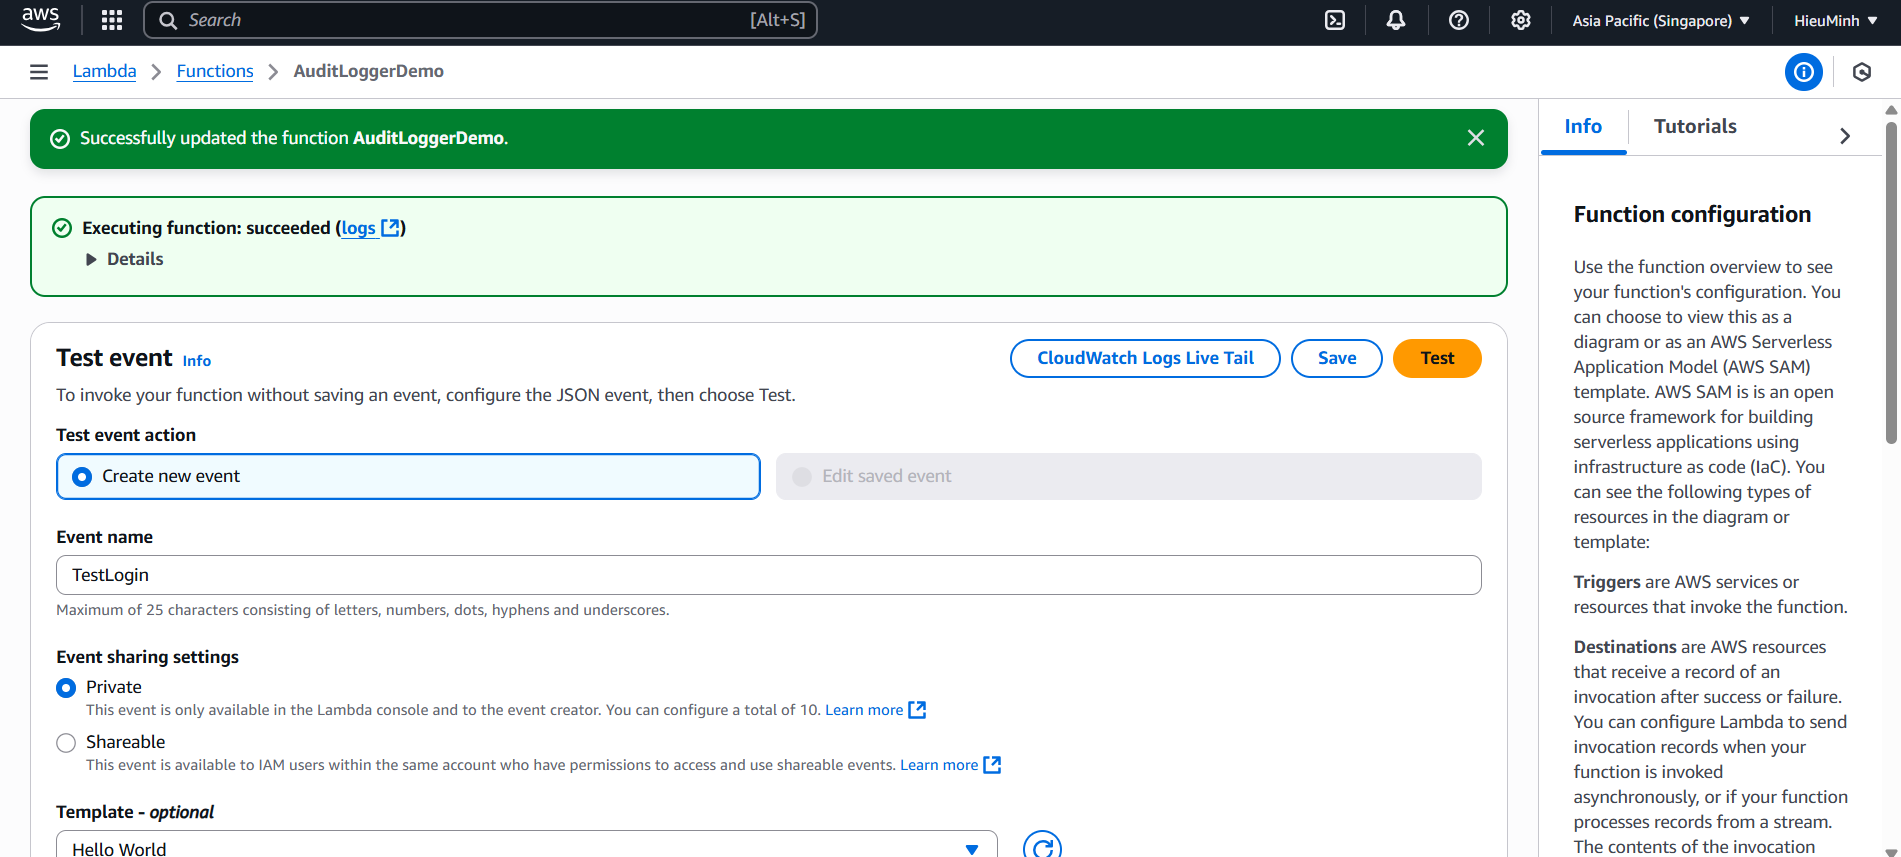 aws
Search
[Alt+S]
Asia Pacific (Singapore)
HieuMinh
Lambda
Functions
AuditLoggerDemo
Successfully updated the function AuditLoggerDemo.
Executing function: succeeded (logs)
Details
Test event Info
CloudWatch Logs Live Tail
Save
Test
To invoke your function without saving an event, configure the JSON event, then choose Test.
Test event action
Create new event
Edit saved event
Event name
TestLogin
Maximum of 25 characters consisting of letters, numbers, dots, hyphens and underscores.
Event sharing settings
Private
This event is only available in the Lambda console and to the event creator. You can configure a total of 10. Learn more
Shareable
This event is available to IAM users within the same account who have permissions to access and use shareable events. Learn more
Template - optional
Hello World
Info
Tutorials
Function configuration
Use the function overview to see
your function's configuration. You
can choose to view this as a
diagram or as an AWS Serverless
Application Model (AWS SAM)
template. AWS SAM is is an open
source framework for building
serverless applications using
infrastructure as code (IaC). You
can see the following types of
resources in the diagram or
template:
Triggers are AWS services or
resources that invoke the function.
Destinations are AWS resources
that receive a record of an
invocation after success or failure.
You can configure Lambda to send
invocation records when your
function is invoked
asynchronously, or if your function
processes records from a stream.
The contents of the invocation